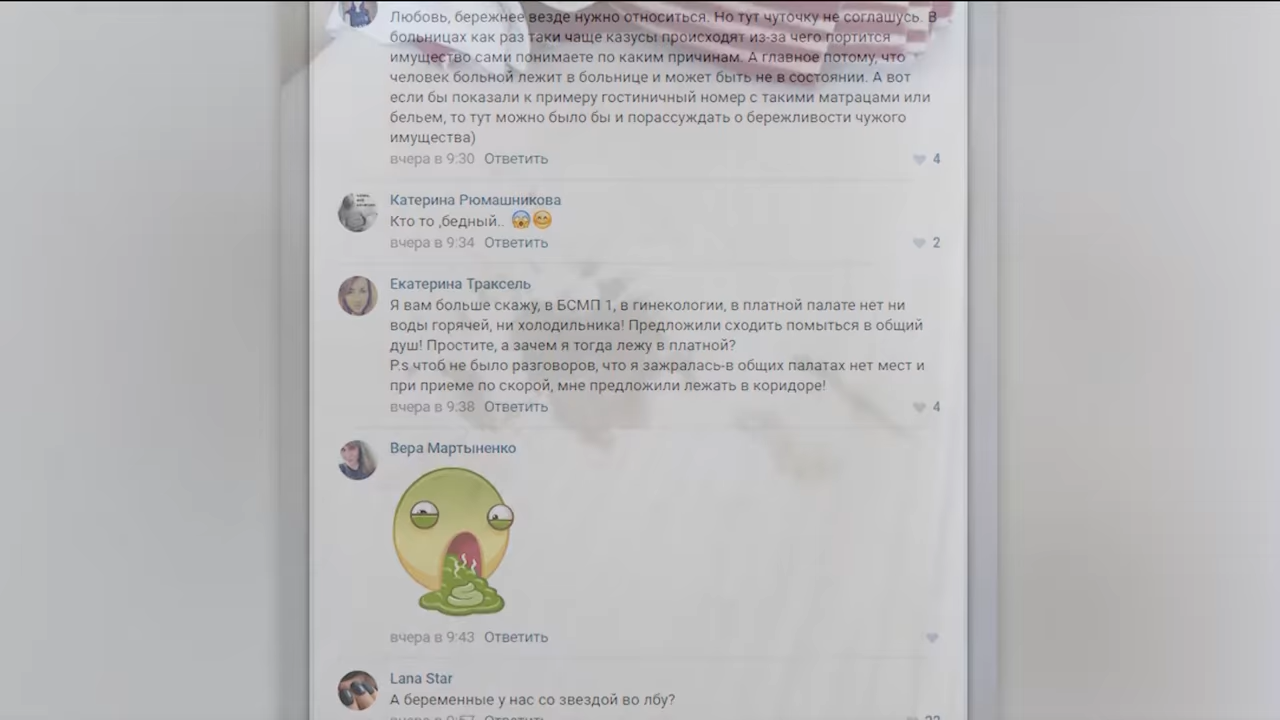 Любовь, бережнее везде нужно относиться. Но тут чуточку не соглашусь. В
больницах как раз таки чаще казусы происходят из-за чего портится
имущество сами понимаете по каким причинам. А главное потому, что
человек больной лежит в больнице и может быть не в состоянии. А вот
если бы показали к примеру гостиничный номер с такими матрацами или
бельем, то тут можно было бы и порассуждать о бережливости чужого
имущества)
вчера в 9:30 Ответить 4
Катерина Рюмашникова
Кто то ,бедный.. 😱😊
вчера в 9:34 Ответить 2
Екатерина Траксель
Я вам больше скажу, в БСМП 1, в гинекологии, в платной палате нет ни
воды горячей, ни холодильника! Предложили сходить помыться в общий
душ! Простите, а зачем я тогда лежу в платной?
P.s чтоб не было разговоров, что я зажралась-в общих палатах нет мест и
при приеме по скорой, мне предложили лежать в коридоре!
вчера в 9:38 Ответить 4
Вера Мартыненко
вчера в 9:43 Ответить
Lana Star
А беременные у нас со звездой во лбу?
вчера в 9:57 Ответить